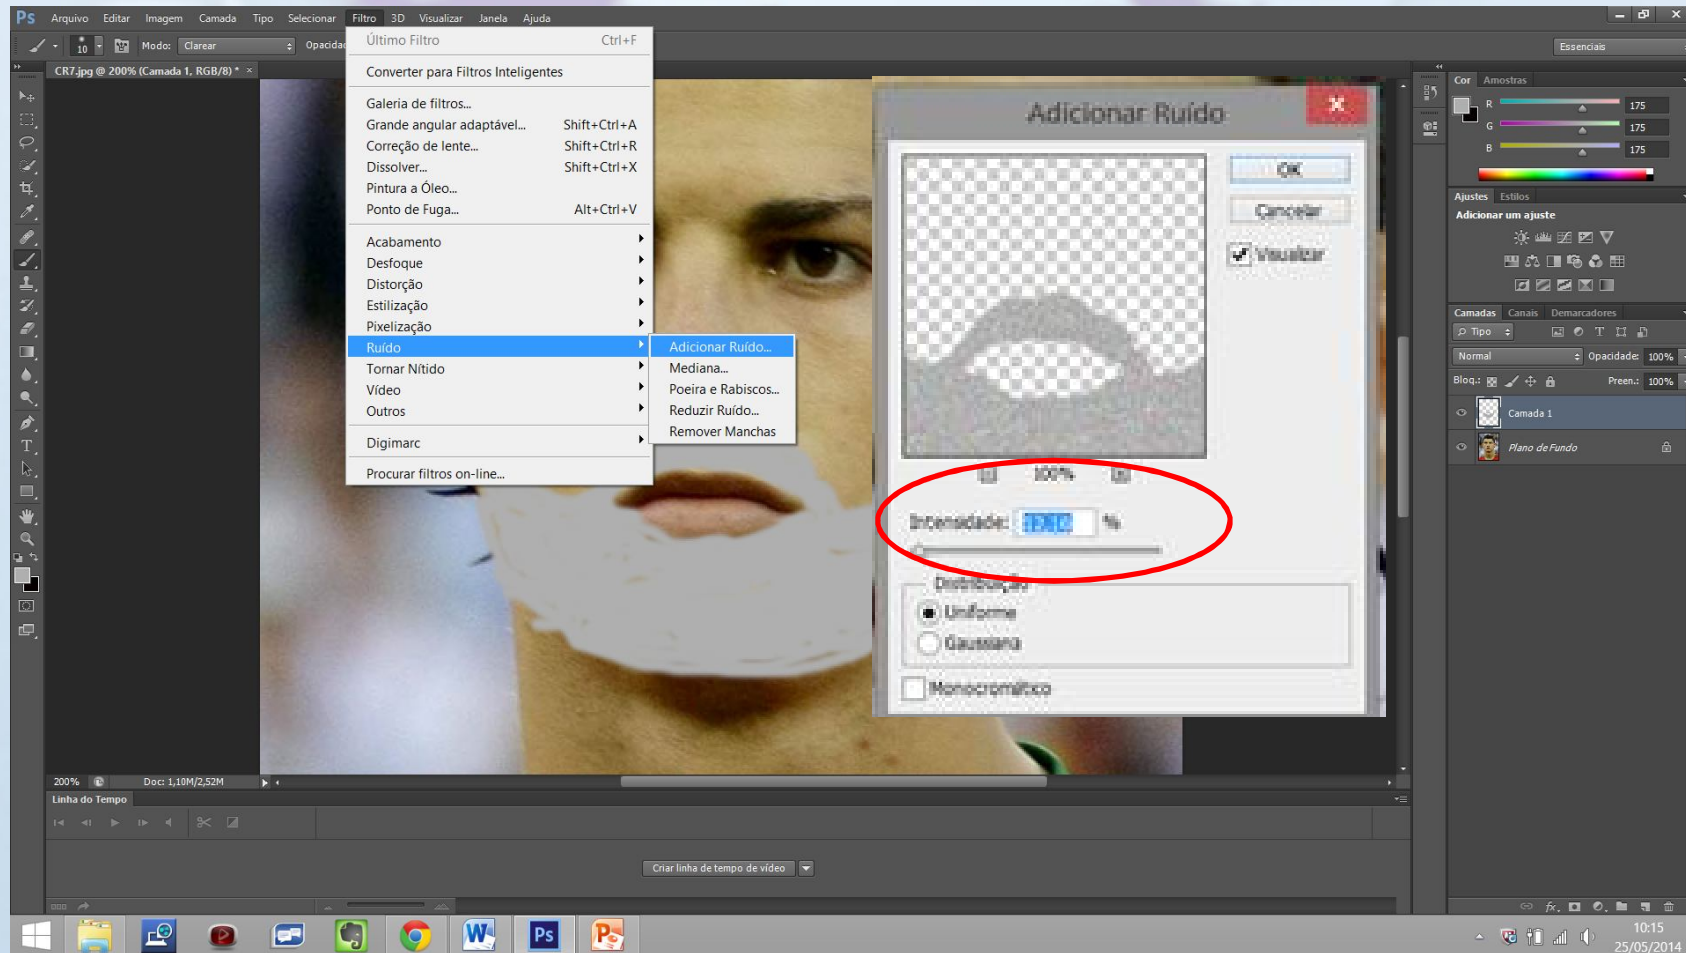 Ps Arquivo Editar Imagem Camada Tipo Selecionar Filtro 3D Visualizar Janela Ajuda
10 Modo: Clarear Opacidad Essenciais
CR7.jpg @ 200% (Camada 1, RGB/8) * ×
Último Filtro Ctrl+F
Converter para Filtros Inteligentes
Galeria de filtros...
Grande angular adaptável... Shift+Ctrl+A
Correção de lente... Shift+Ctrl+R
Dissolver... Shift+Ctrl+X
Pintura a Óleo...
Ponto de Fuga... Alt+Ctrl+V
Acabamento
Desfoque
Distorção
Estilização
Pixelização
Ruído
Tornar Nítido
Vídeo
Outros
Digimarc
Procurar filtros on-line...
Adicionar Ruído...
Mediana...
Poeira e Rabiscos...
Reduzir Ruído...
Remover Manchas
Adicionar Ruído
OK
Cancelar
Visualizar
100%
Intensidade: %
Distribuição
Uniforme
Gaussiana
Monocromático
Cor Amostras
R 175
G 175
B 175
Ajustes Estilos
Adicionar um ajuste
Camadas Canais Demarcadores
Tipo
Normal Opacidade: 100%
Bloq.: Preen.: 100%
Camada 1
Plano de Fundo
200% Doc: 1,10M/2,52M
Linha do Tempo
Criar linha de tempo de vídeo
fx
W Ps P
10:15
25/05/2014